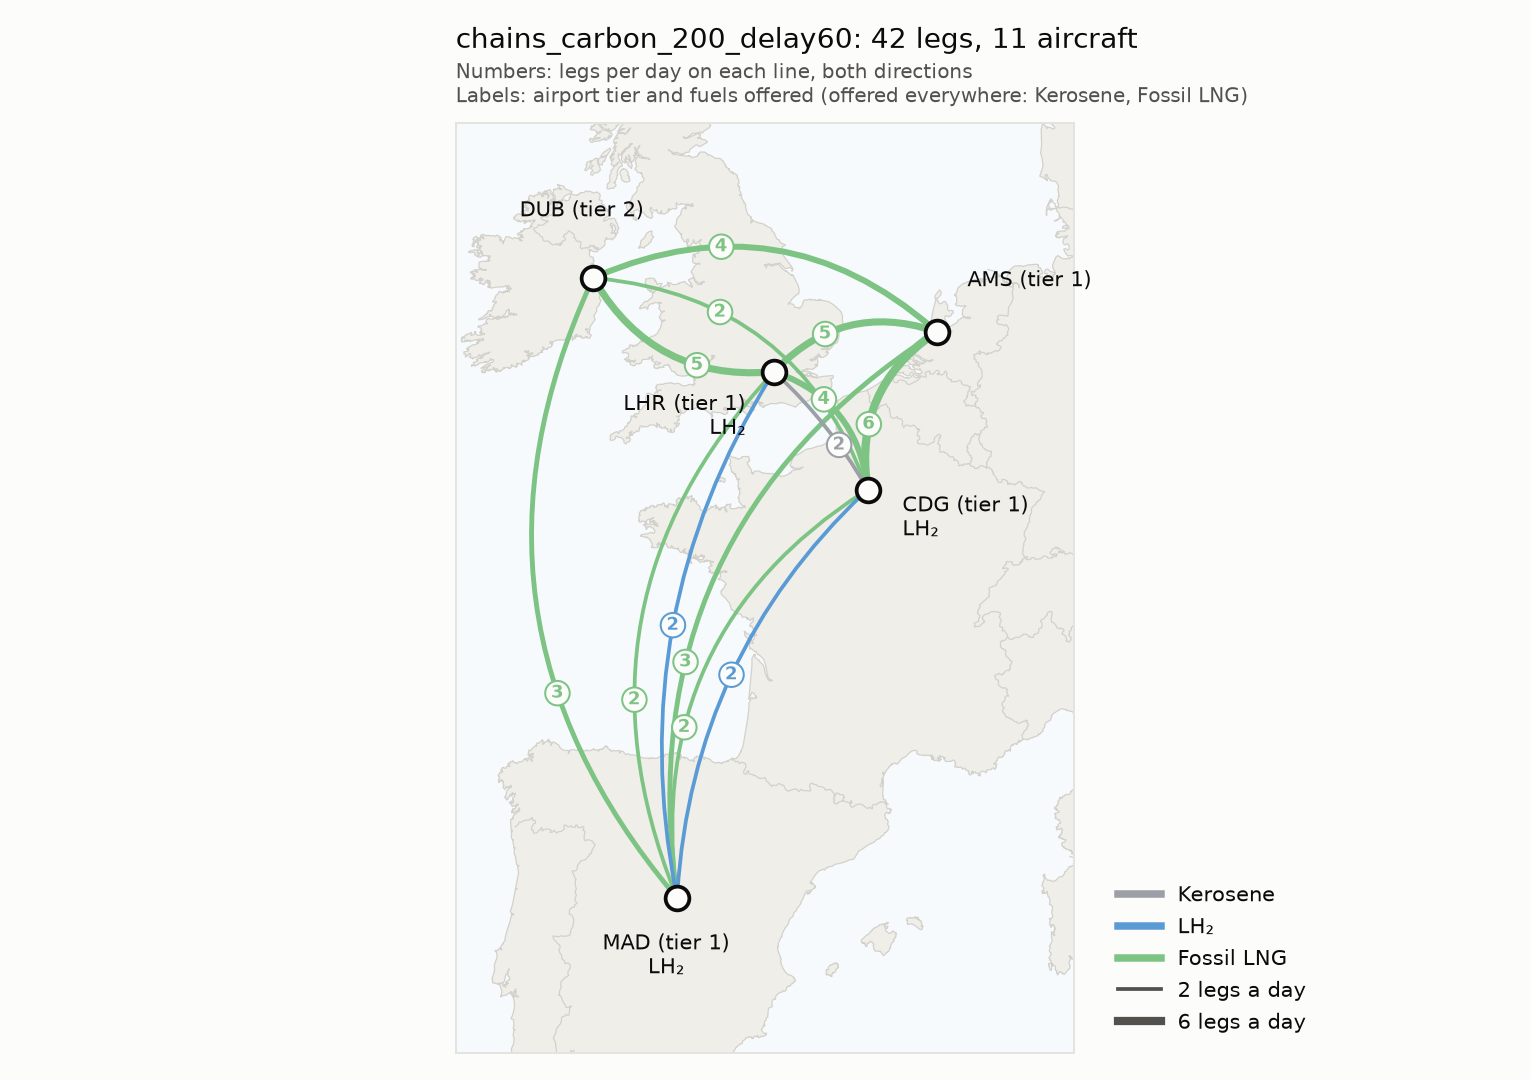 chains_carbon_200_delay60: 42 legs, 11 aircraft
Numbers: legs per day on each line, both directions
Labels: airport tier and fuels offered (offered everywhere: Kerosene, Fossil LNG)
DUB (tier 2)
4
AMS (tier 1)
2
5
5
4
LHR (tier 1)
LH₂
6
2
CDG (tier 1)
LH₂
2
3
2
3
2
2
MAD (tier 1)
LH₂
Kerosene
LH₂
Fossil LNG
2 legs a day
6 legs a day